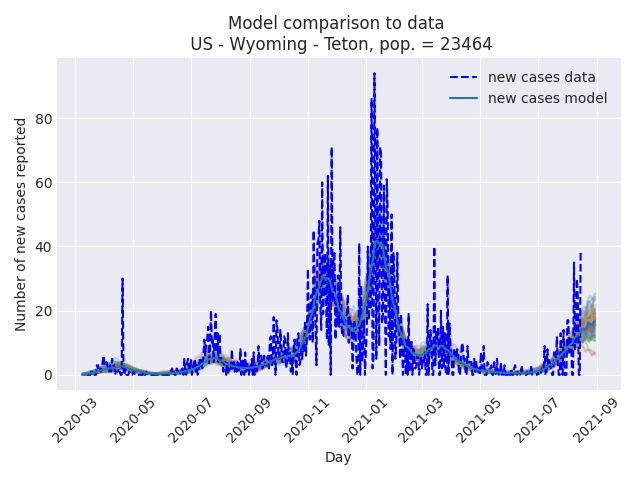 Model comparison to data
US - Wyoming - Teton, pop. = 23464
new cases data
new cases model
Number of new cases reported
80
60
40
20
0
2020-03
2020-05
2020-07
2020-09
2020-11
2021-01
2021-03
2021-05
2021-07
2021-09
Day